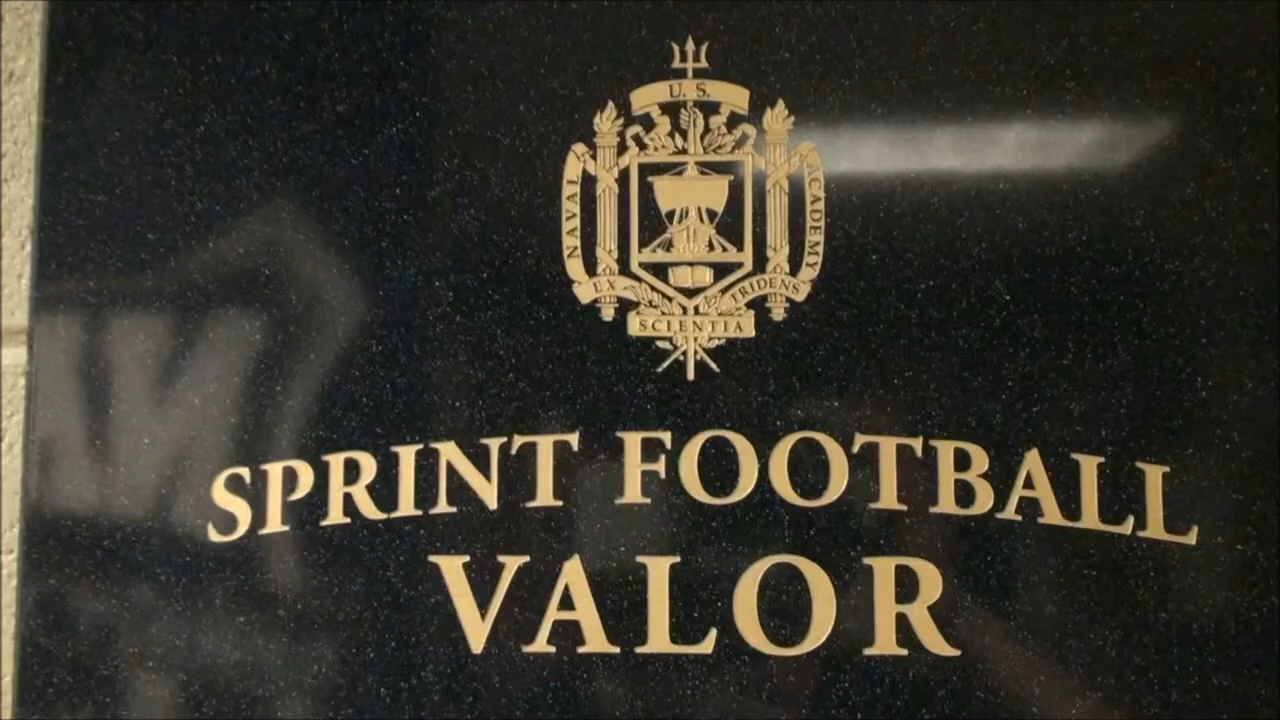 U. S.
NAVAL
ACADEMY
EX
TRIDENS
SCIENTIA
SPRINT FOOTBALL
VALOR